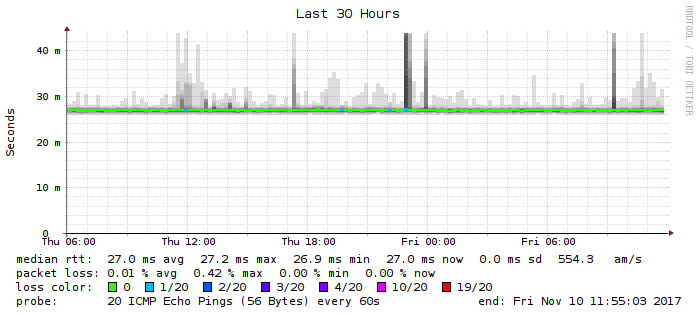 Last 30 Hours
RRDTOOL / TOBI OETIKER
Seconds
40 m
30 m
20 m
10 m
0
Thu 06:00 Thu 12:00 Thu 18:00 Fri 00:00 Fri 06:00
median rtt: 27.0 ms avg 27.2 ms max 26.9 ms min 27.0 ms now 0.0 ms sd 554.3 am/s
packet loss: 0.01 % avg 0.42 % max 0.00 % min 0.00 % now
loss color: 0 1/20 2/20 3/20 4/20 10/20 19/20
probe: 20 ICMP Echo Pings (56 Bytes) every 60s end: Fri Nov 10 11:55:03 2017